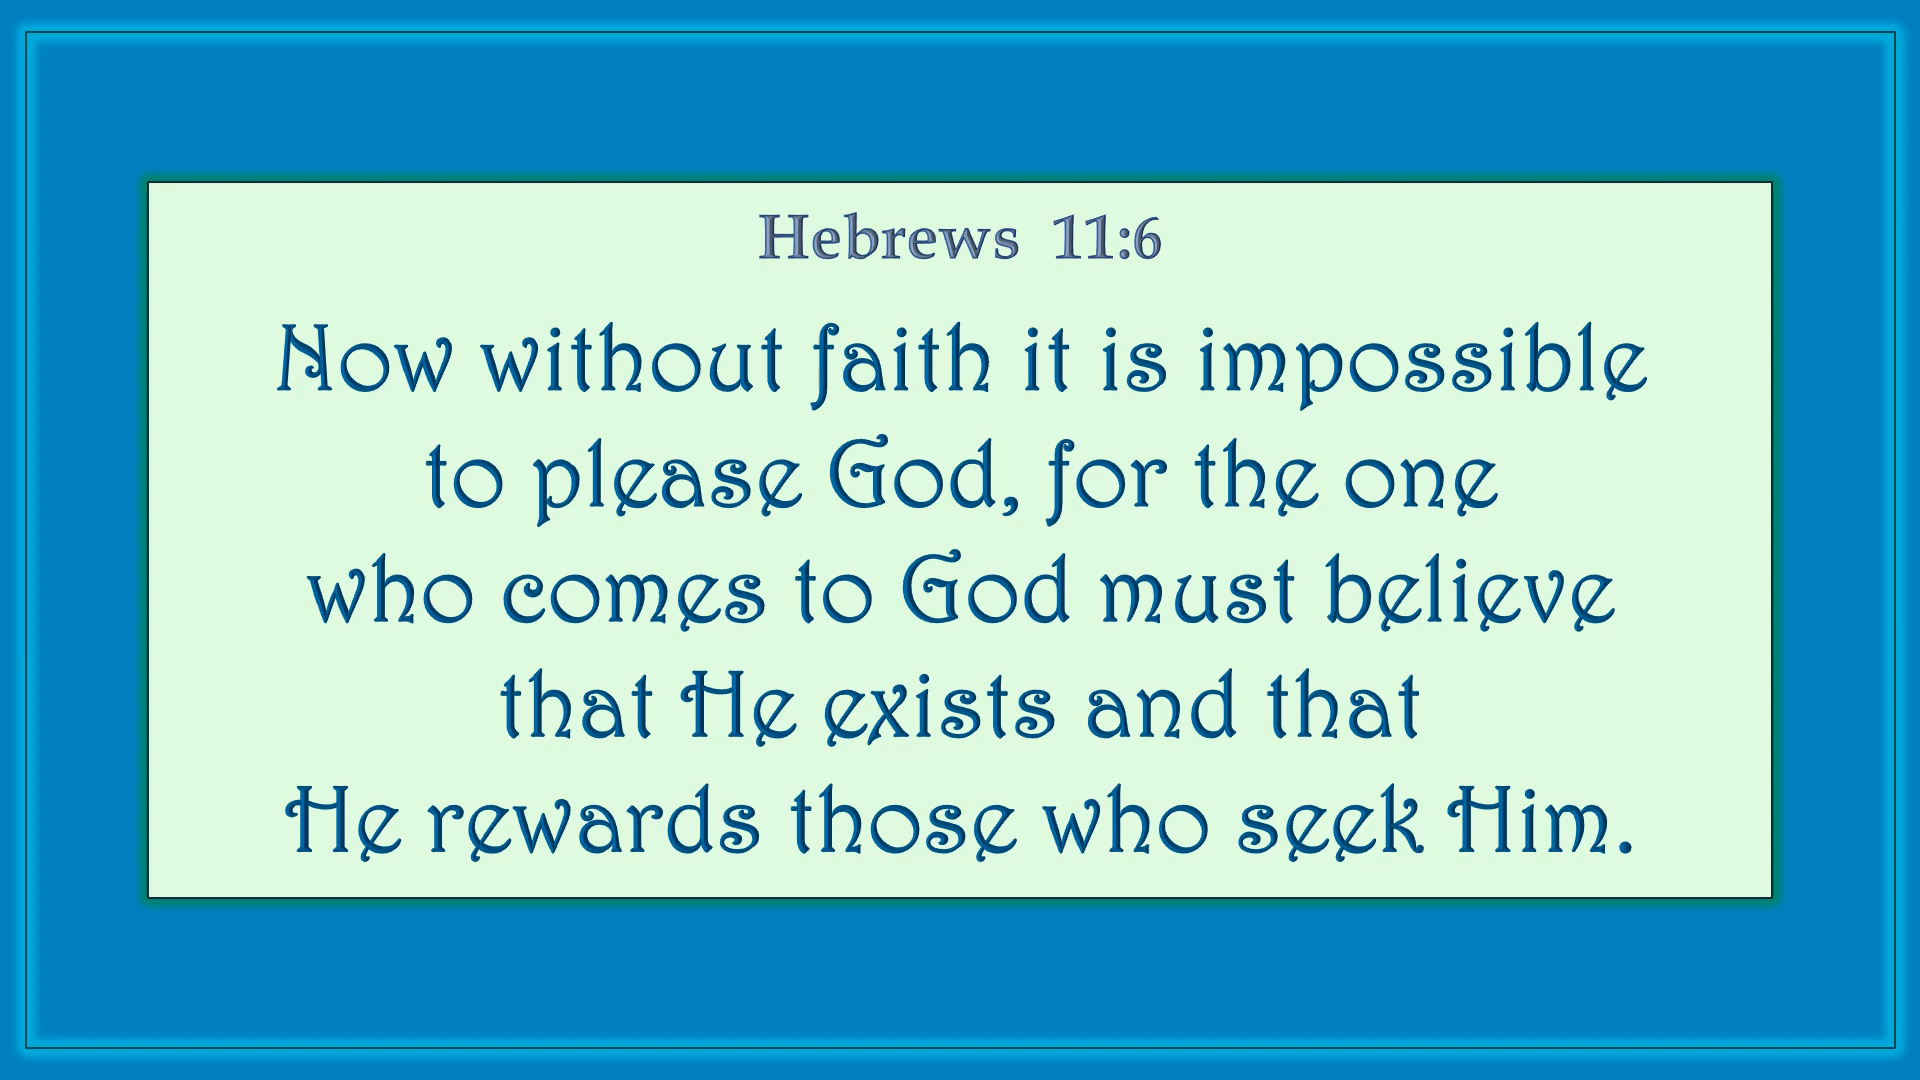 Hebrews 11:6
Now without faith it is impossible
to please God, for the one
who comes to God must believe
that He exists and that
He rewards those who seek Him.